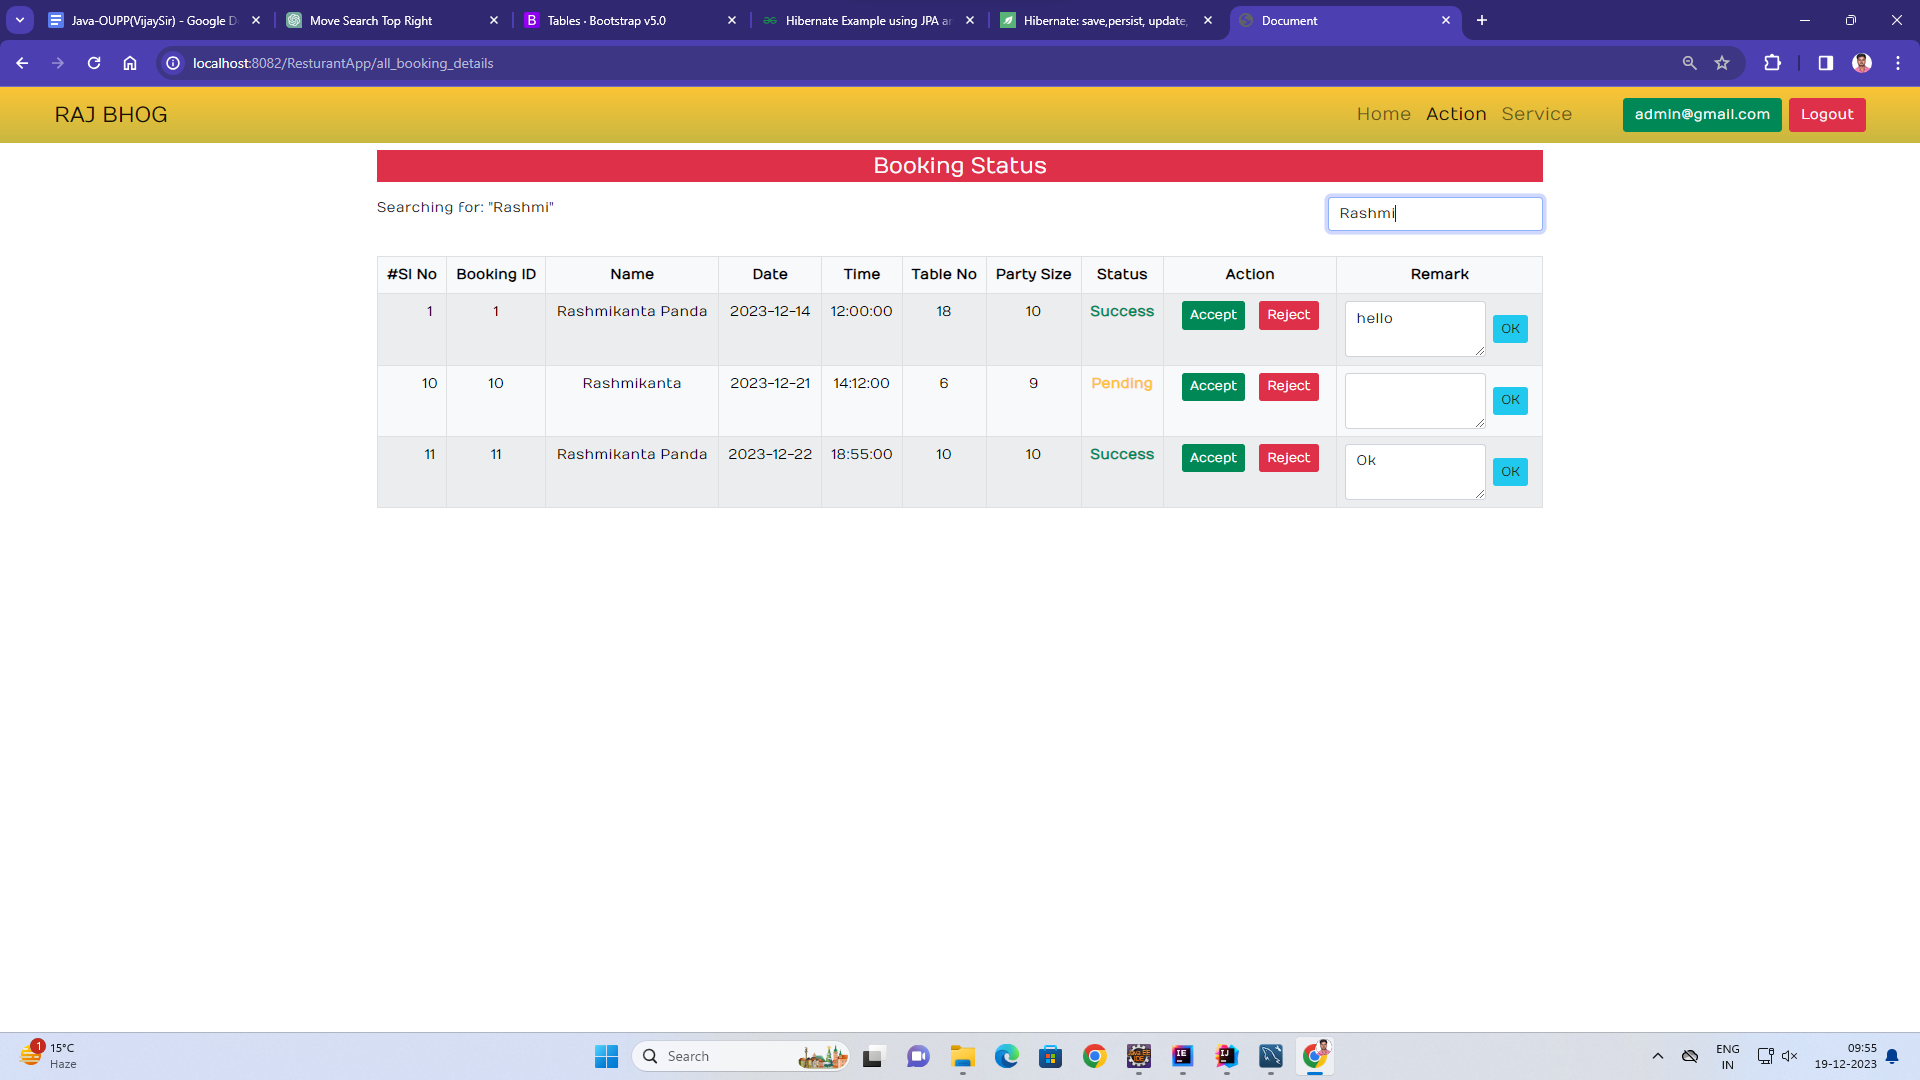 Java-OUPP(VijaySir) - Google D
Move Search Top Right
Tables · Bootstrap v5.0
Hibernate Example using JPA an
Hibernate: save,persist, update,
Document
localhost:8082/ResturantApp/all_booking_details
RAJ BHOG
Home Action Service admin@gmail.com Logout
Booking Status
Searching for: "Rashmi"
Rashmi
#Sl No Booking ID Name Date Time Table No Party Size Status Action Remark
1 1 Rashmikanta Panda 2023-12-14 12:00:00 18 10 Success Accept Reject hello OK
10 10 Rashmikanta 2023-12-21 14:12:00 6 9 Pending Accept Reject OK
11 11 Rashmikanta Panda 2023-12-22 18:55:00 10 10 Success Accept Reject Ok OK
1
15°C
Haze
Search
ENG
IN
09:55
19-12-2023